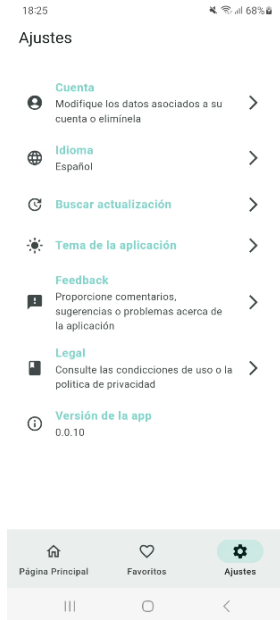 18:25
68%
Ajustes
Cuenta
Modifique los datos asociados a su
cuenta o elimínela
Idioma
Español
Buscar actualización
Tema de la aplicación
Feedback
Proporcione comentarios,
sugerencias o problemas acerca de
la aplicación
Legal
Consulte las condicciones de uso o la
politica de privacidad
Versión de la app
0.0.10
Página Principal
Favoritos
Ajustes